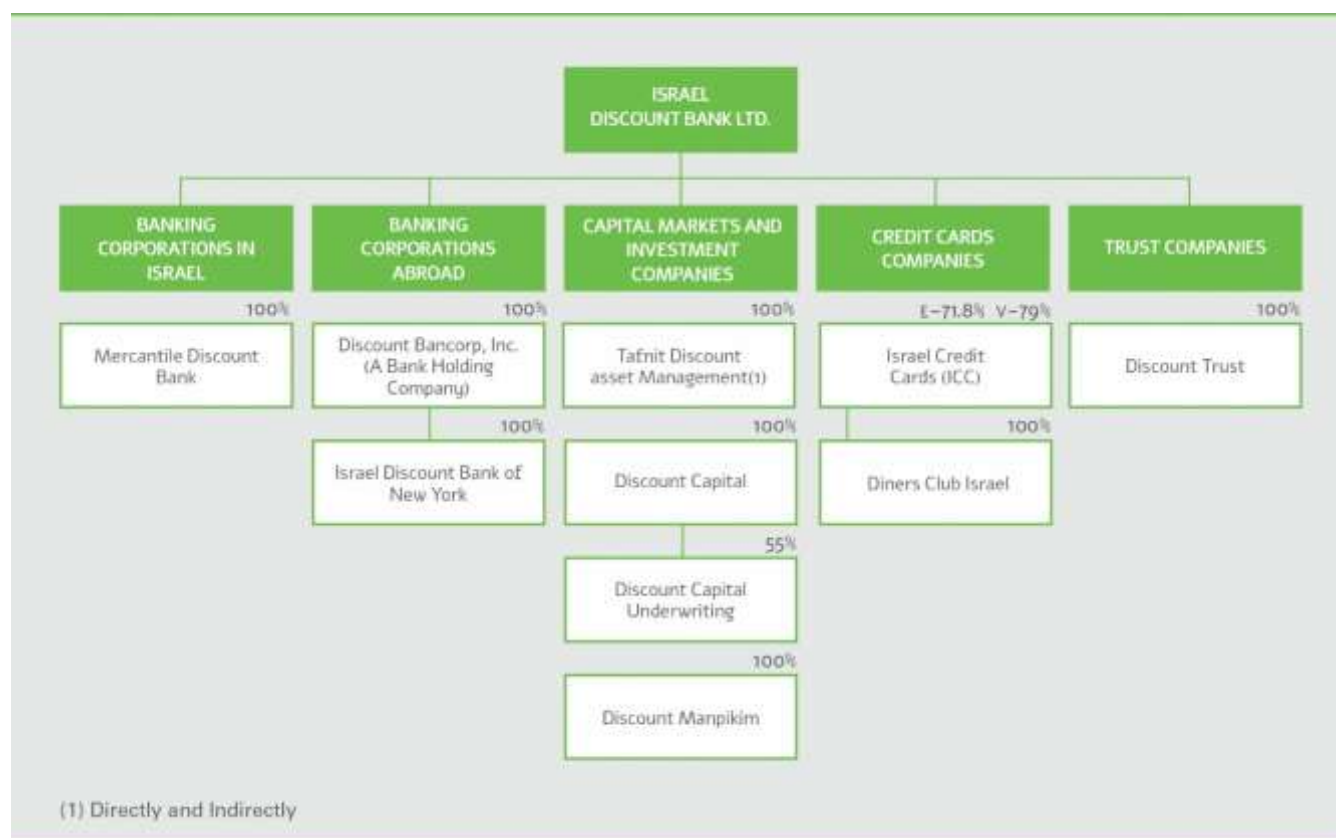 ISRAEL
DISCOUNT BANK LTD.
BANKING
CORPORATIONS IN
ISRAEL
100%
Mercantile Discount
Bank
BANKING
CORPORATIONS
ABROAD
100%
Discount Bancorp, Inc.
(A Bank Holding
Company)
100%
Israel Discount Bank of
New York
CAPITAL MARKETS AND
INVESTMENT
COMPANIES
100%
Tafnit Discount
asset Management(1)
100%
Discount Capital
55%
Discount Capital
Underwriting
100%
Discount Manpikim
CREDIT CARDS
COMPANIES
E-71.8% V-79%
Israel Credit
Cards (ICC)
100%
Diners Club Israel
TRUST COMPANIES
100%
Discount Trust
(1) Directly and Indirectly